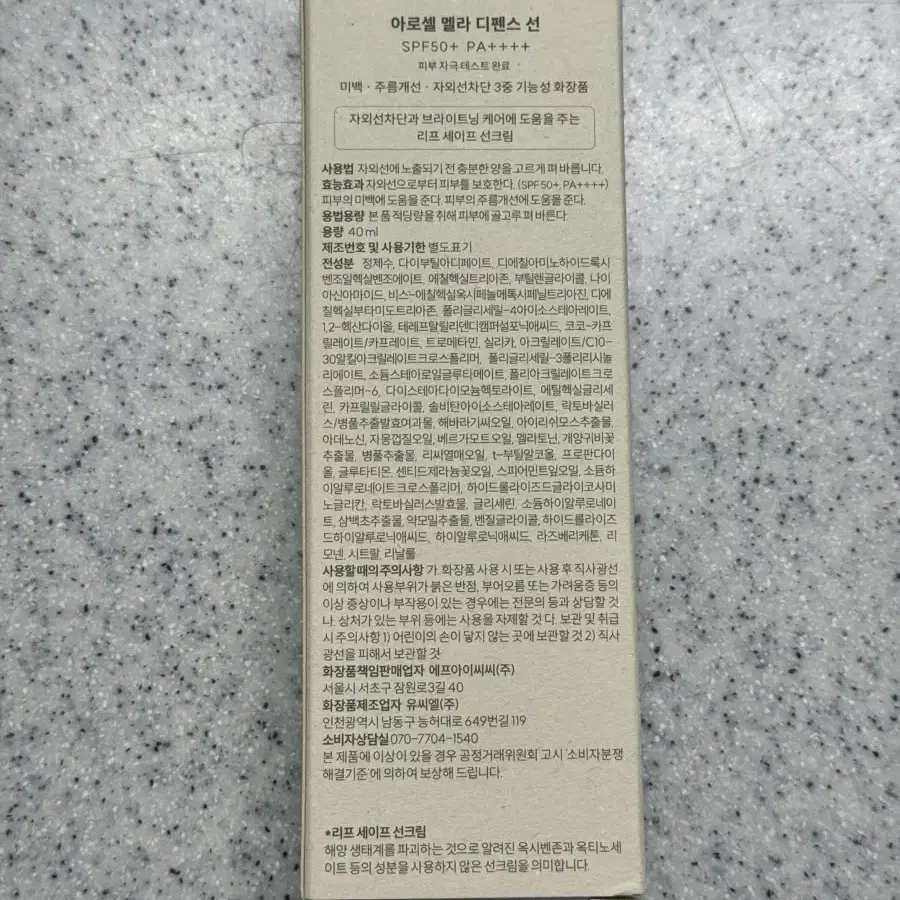 아로셀 멜라 디펜스 선
SPF50+ PA++++
피부 자극 테스트 완료
미백 · 주름개선 · 자외선차단 3중 기능성 화장품
자외선차단과 브라이트닝 케어에 도움을 주는
리프 세이프 선크림
사용법 자외선에 노출되기 전 충분한 양을 고르게 펴 바릅니다.
효능효과 자외선으로부터 피부를 보호한다. (SPF50+, PA++++)
피부의 미백에 도움을 준다. 피부의 주름개선에 도움을 준다.
용법용량 본 품 적당량을 취해 피부에 골고루 펴 바른다.
용량 40ml
제조번호 및 사용기한 별도표기
전성분 정제수, 다이부틸아디페이트, 디에칠아미노하이드록시
벤조일헥실벤조에이트, 에칠헥실트리아존, 부틸렌글라이콜, 나이
아신아마이드, 비스-에칠헥실옥시페놀메톡시페닐트리아진, 디에
칠헥실부타미도트리아존, 폴리글리세릴-4아이소스테아레이트,
1,2-헥산다이올, 테레프탈릴리덴디캠퍼설포닉애씨드, 코코-카프
릴레이트/카프레이트, 트로메타민, 실리카, 아크릴레이트/C10-
30알킬아크릴레이트크로스폴리머, 폴리글리세릴-3폴리리시놀
리에이트, 소듐스테아로일글루타메이트, 폴리아크릴레이트크로
스폴리머-6, 다이스테아다이모늄헥토라이트, 에틸헥실글리세
린, 카프릴릴글라이콜, 솔비탄아이소스테아레이트, 락토바실러
스/병풀추출발효여과물, 해바라기씨오일, 아이리쉬모스추출물,
아데노신, 자몽껍질오일, 베르가모트오일, 멜라토닌, 개양귀비꽃
추출물, 병풀추출물, 리씨열매오일, t-부틸알코올, 프로판다이
올, 글루타티온, 센티드제라늄꽃오일, 스피어민트잎오일, 소듐하
이알루로네이트크로스폴리머, 하이드롤라이즈드글라이코사미
노글리칸, 락토바실러스발효물, 글리세린, 소듐하이알루로네이
트, 삼백초추출물, 약모밀추출물, 벤질글라이콜, 하이드롤라이즈
드하이알루로닉애씨드, 하이알루로닉애씨드, 라즈베리케톤, 리
모넨, 시트랄, 리날룰
사용할 때의 주의사항 가. 화장품 사용 시 또는 사용 후 직사광선
에 의하여 사용부위가 붉은 반점, 부어오름 또는 가려움증 등의
이상 증상이나 부작용이 있는 경우에는 전문의 등과 상담할 것
나. 상처가 있는 부위 등에는 사용을 자제할 것 다. 보관 및 취급
시 주의사항 1) 어린이의 손이 닿지 않는 곳에 보관할 것 2) 직사
광선을 피해서 보관할 것
화장품책임판매업자 에프아이씨씨(주)
서울시 서초구 잠원로3길 40
화장품제조업자 유씨엘(주)
인천광역시 남동구 능허대로 649번길 119
소비자상담실 070-7704-1540
본 제품에 이상이 있을 경우 공정거래위원회 고시 '소비자분쟁
해결기준'에 의하여 보상해 드립니다.
*리프 세이프 선크림
해양 생태계를 파괴하는 것으로 알려진 옥시벤존과 옥티노세
이트 등의 성분을 사용하지 않은 선크림을 의미합니다.